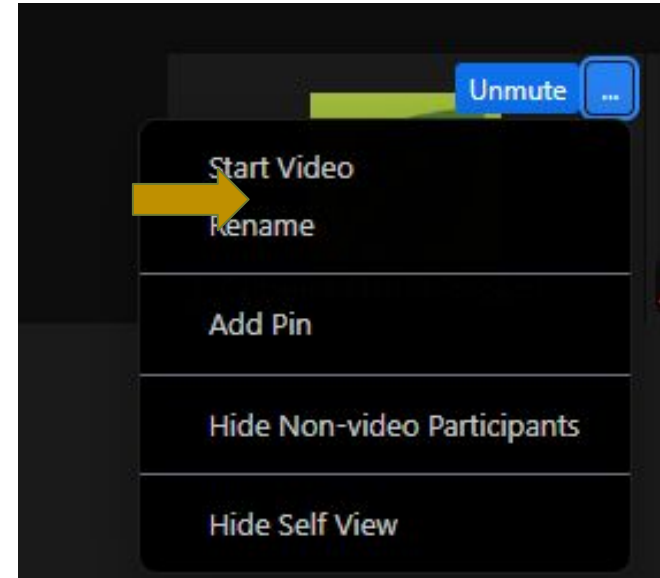 Unmute ...
Start Video
Rename
Add Pin
Hide Non-video Participants
Hide Self View